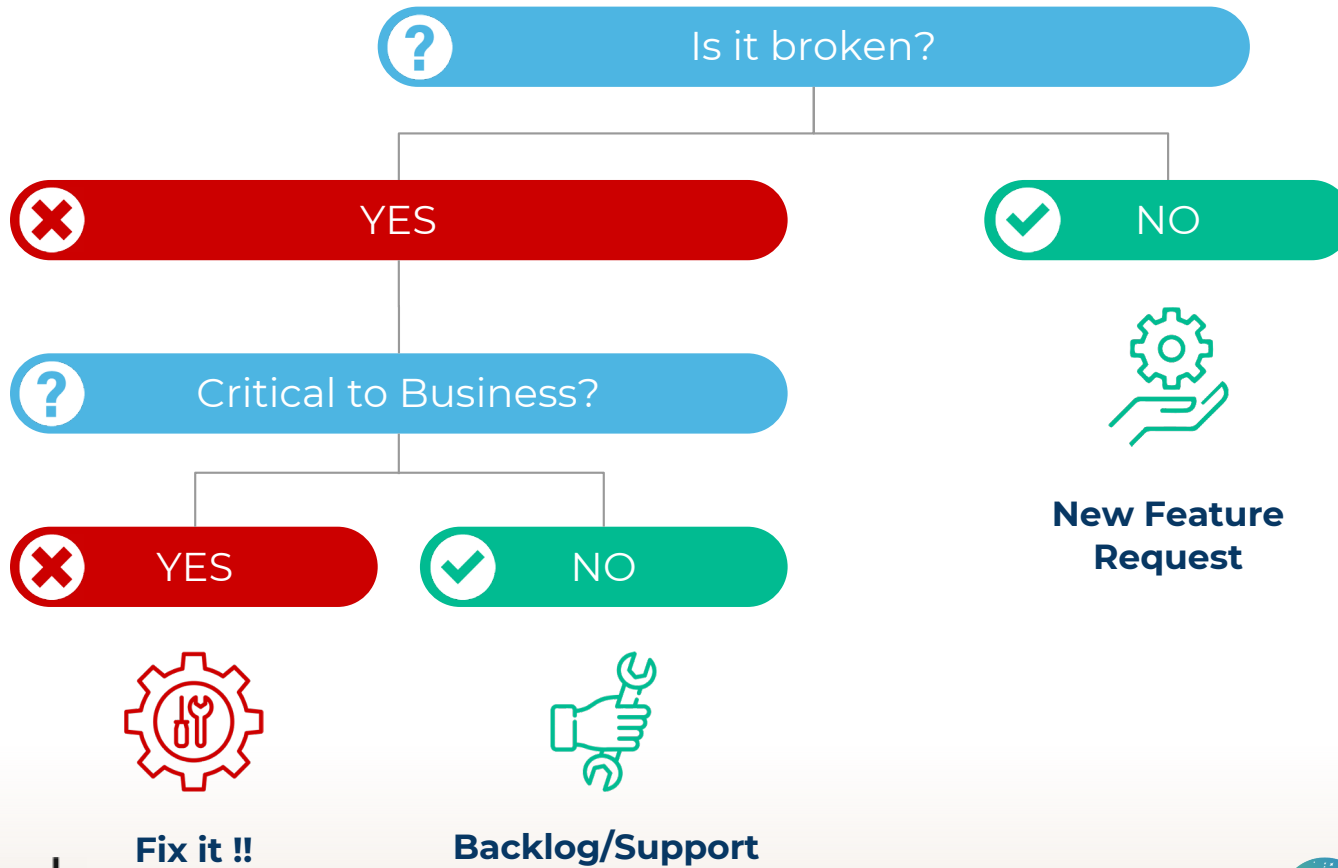 Is it broken?
YES
NO
Critical to Business?
New Feature
Request
YES
NO
Fix it !!
Backlog/Support